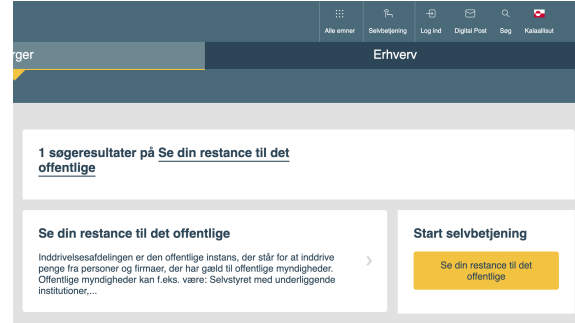 Alle emner
Selvbetjening
Log ind
Digital Post
Søg
Kalaallisut
rger
Erhverv
1 søgeresultater på Se din restance til det
offentlige
Se din restance til det offentlige
Inddrivelsesafdelingen er den offentlige instans, der står for at inddrive
penge fra personer og firmaer, der har gæld til offentlige myndigheder.
Offentlige myndigheder kan f.eks. være: Selvstyret med underliggende
institutioner,...
Start selvbetjening
Se din restance til det
offentlige